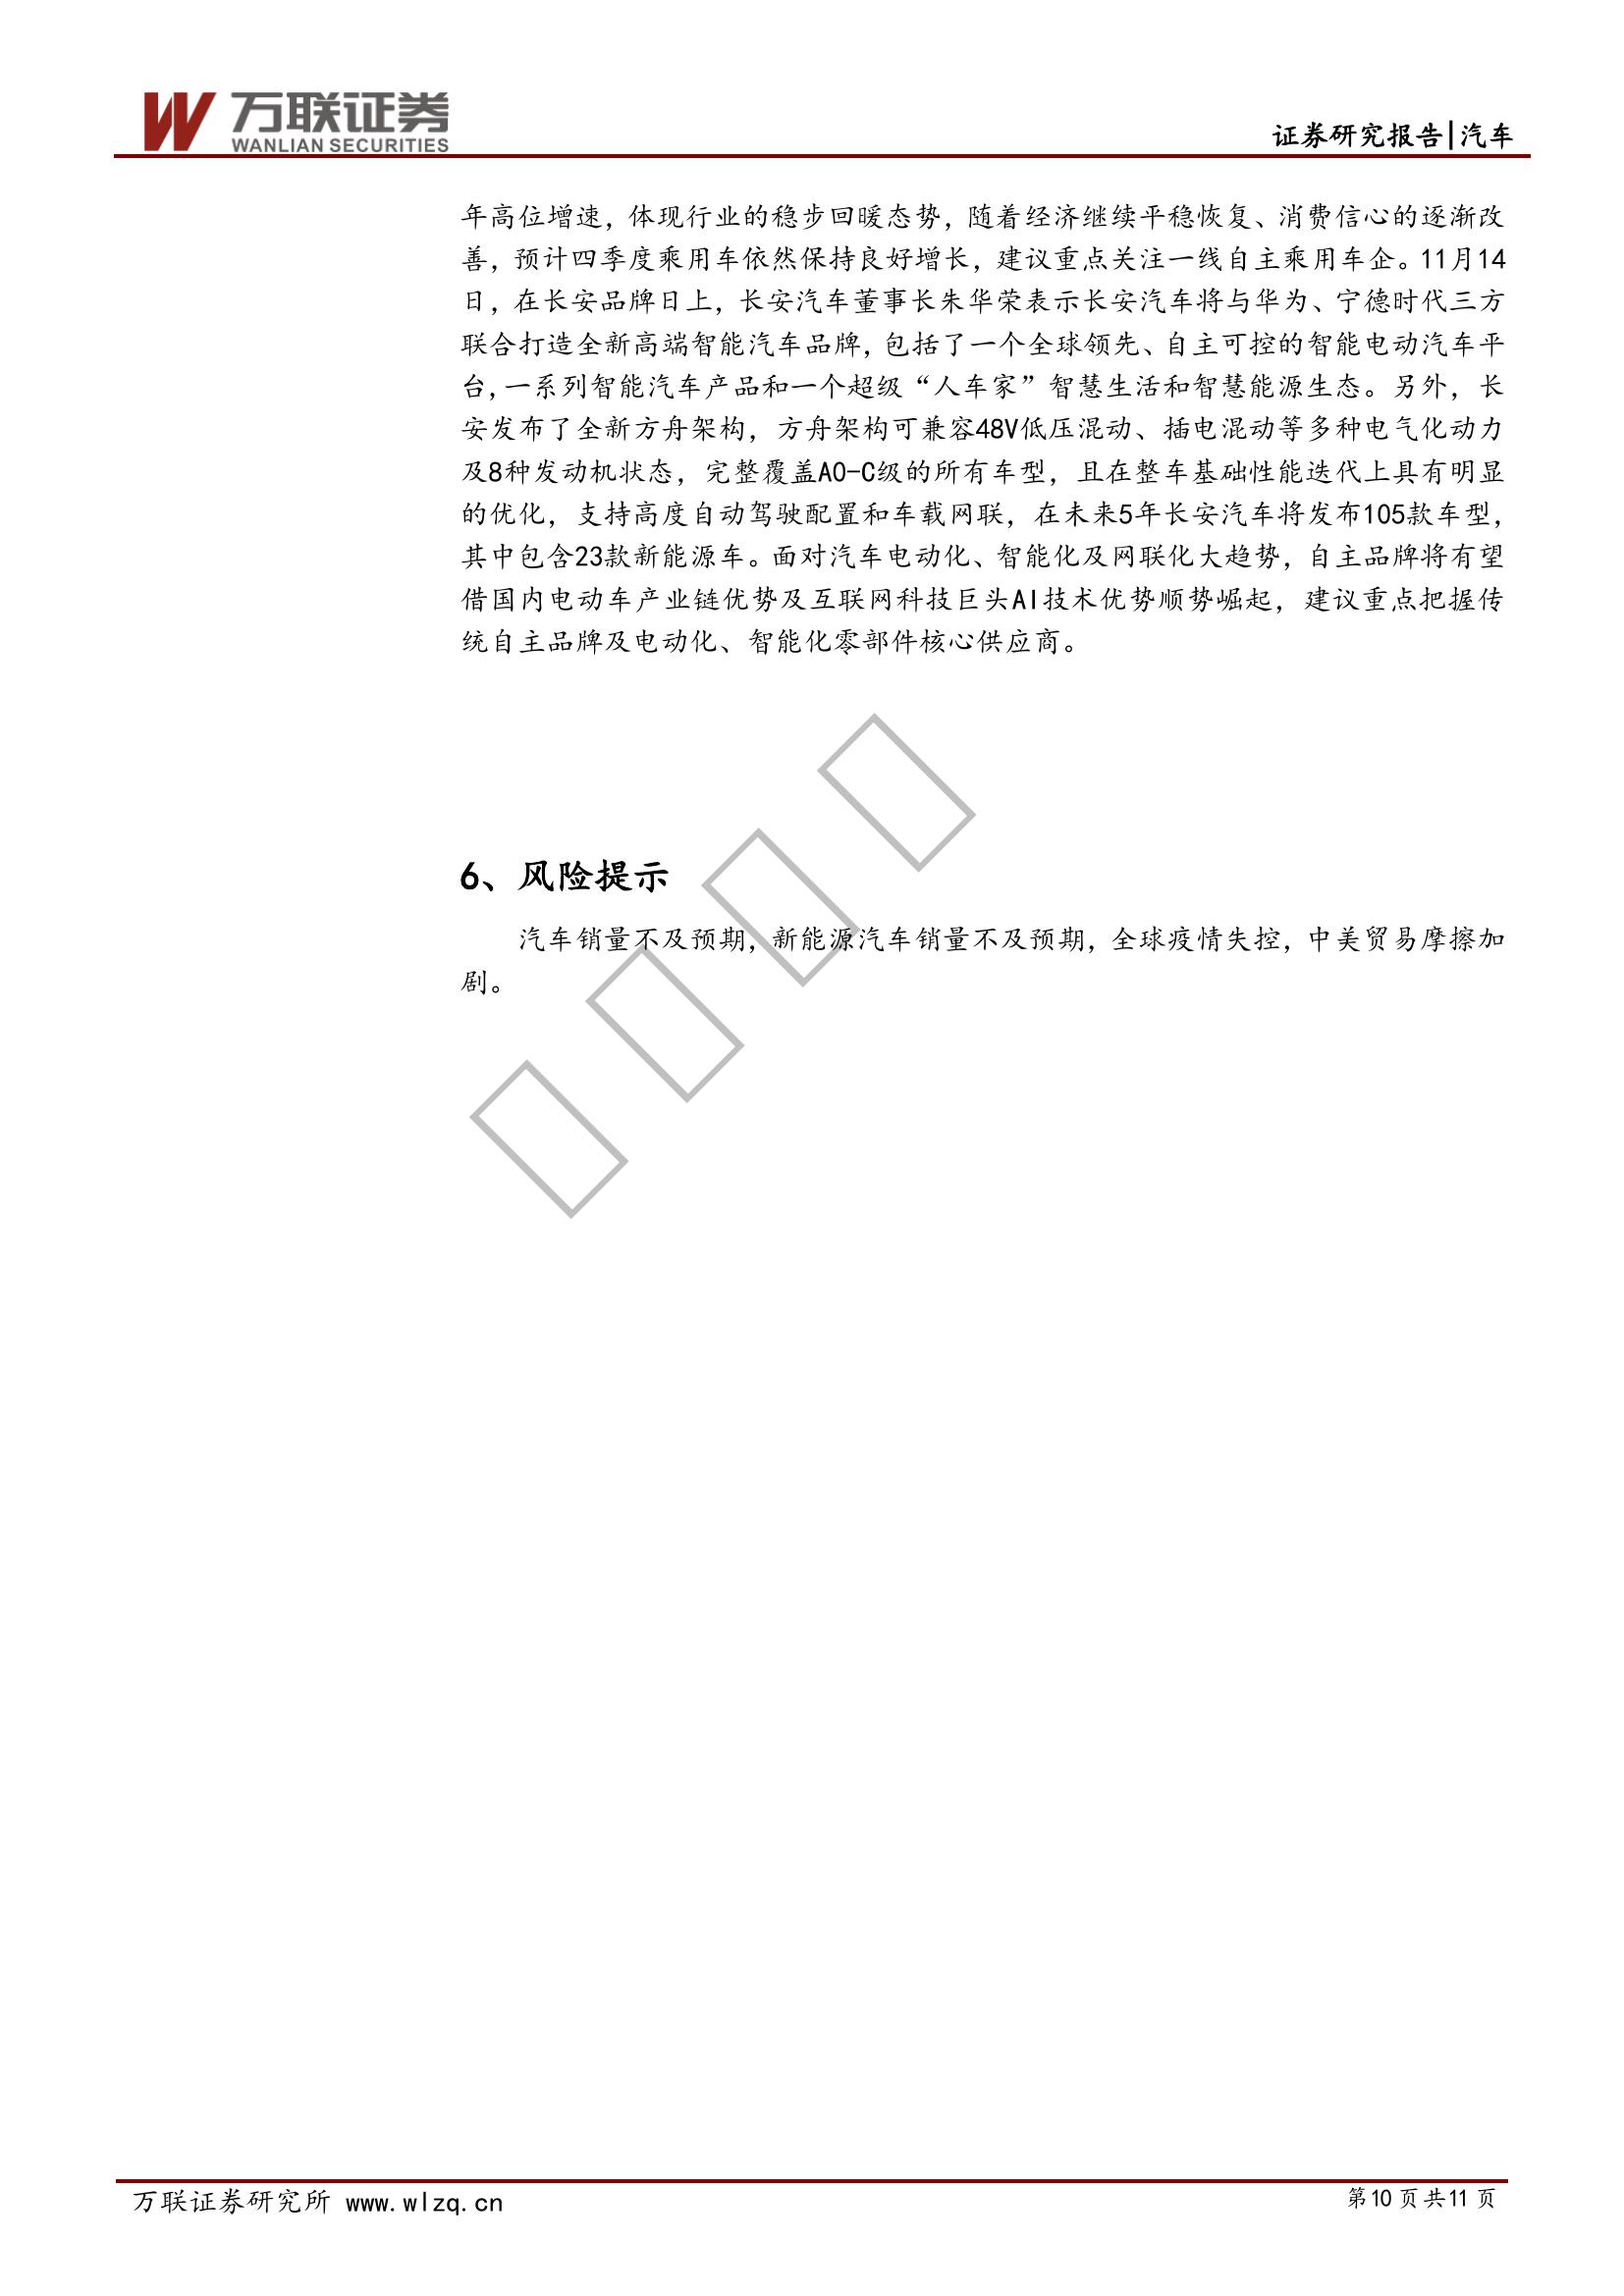 万联证券
WANLIAN SECURITIES
证券研究报告|汽车
年高位增速，体现行业的稳步回暖态势，随着经济继续平稳恢复、消费信心的逐渐改
善，预计四季度乘用车依然保持良好增长，建议重点关注一线自主乘用车企。11月14
日，在长安品牌日上，长安汽车董事长朱华荣表示长安汽车将与华为、宁德时代三方
联合打造全新高端智能汽车品牌，包括了一个全球领先、自主可控的智能电动汽车平
台,一系列智能汽车产品和一个超级“人车家”智慧生活和智慧能源生态。另外，长
安发布了全新方舟架构，方舟架构可兼容48V低压混动、插电混动等多种电气化动力
及8种发动机状态，完整覆盖A0-C级的所有车型，且在整车基础性能迭代上具有明显
的优化，支持高度自动驾驶配置和车载网联，在未来5年长安汽车将发布105款车型，
其中包含23款新能源车。面对汽车电动化、智能化及网联化大趋势，自主品牌将有望
借国内电动车产业链优势及互联网科技巨头AI技术优势顺势崛起，建议重点把握传
统自主品牌及电动化、智能化零部件核心供应商。
6、风险提示
汽车销量不及预期，新能源汽车销量不及预期，全球疫情失控，中美贸易摩擦加
剧。
万联证券研究所 www.wlzq.cn
第10 页 共11 页